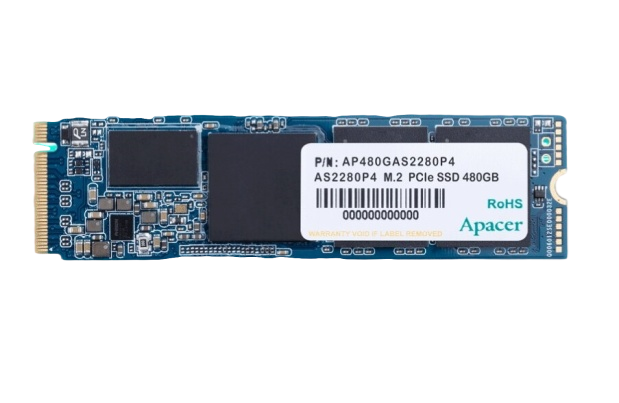 P/N: AP480GAS2280P4
AS2280P4 M.2 PCIe SSD 480GB
000000000000
RoHS
Apacer
WARRANTY VOID IF LABEL REMOVED